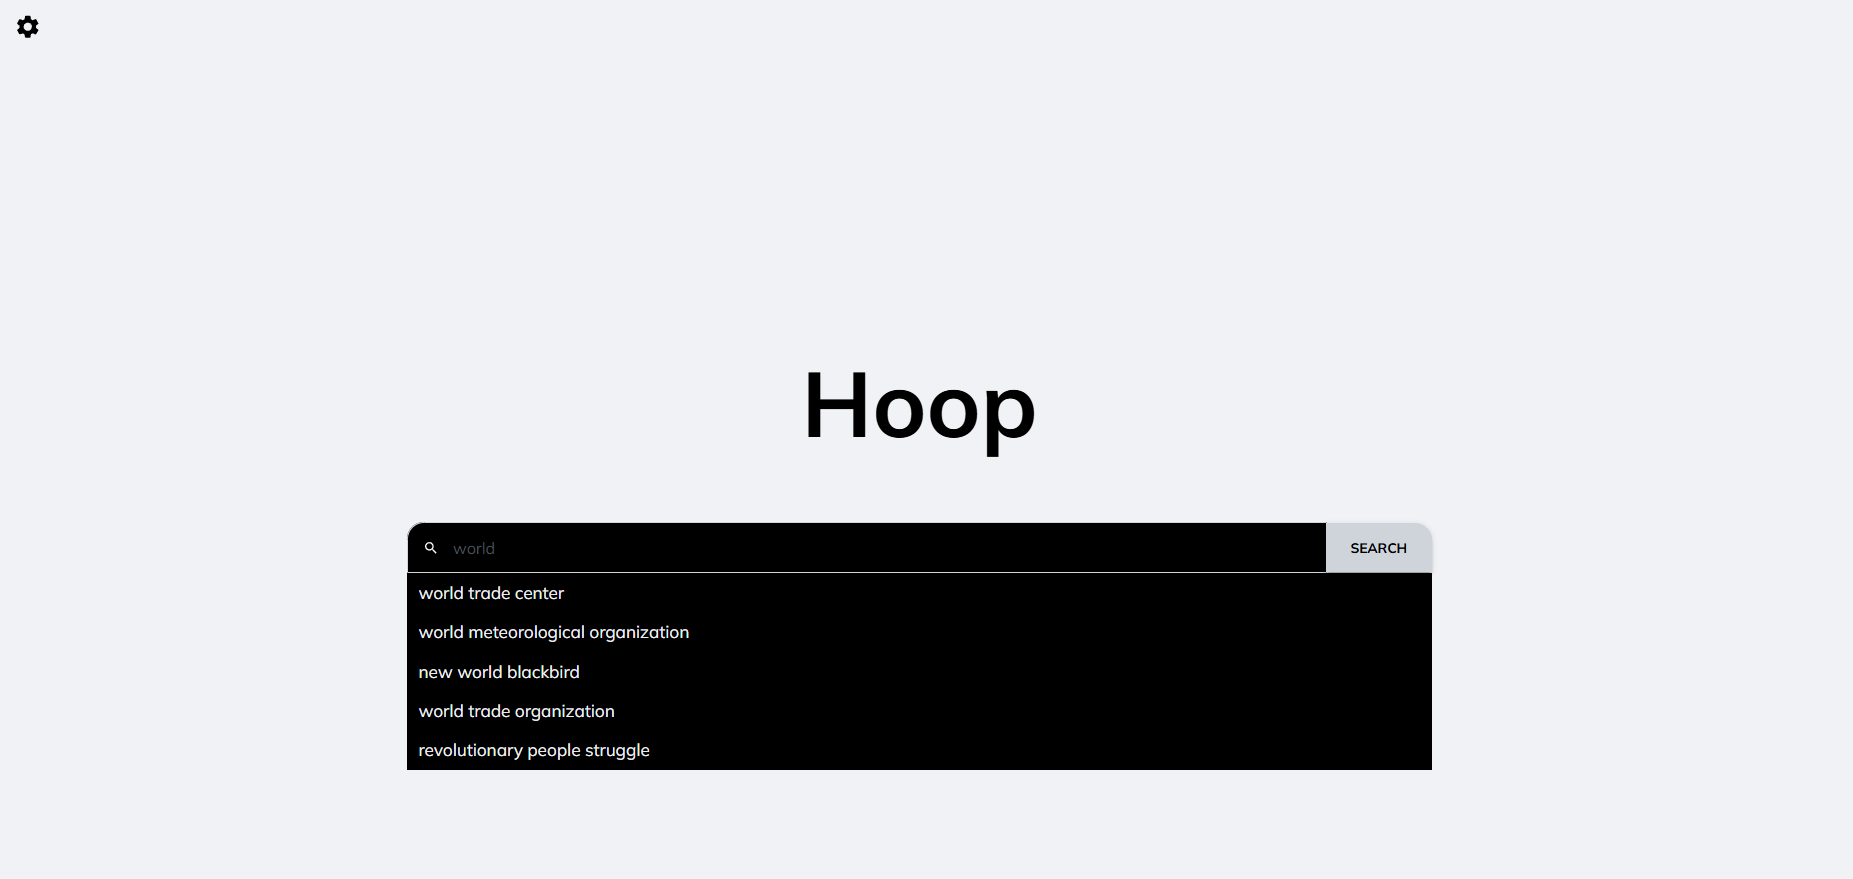 Hoop
world
SEARCH
world trade center
world meteorological organization
new world blackbird
world trade organization
revolutionary people struggle